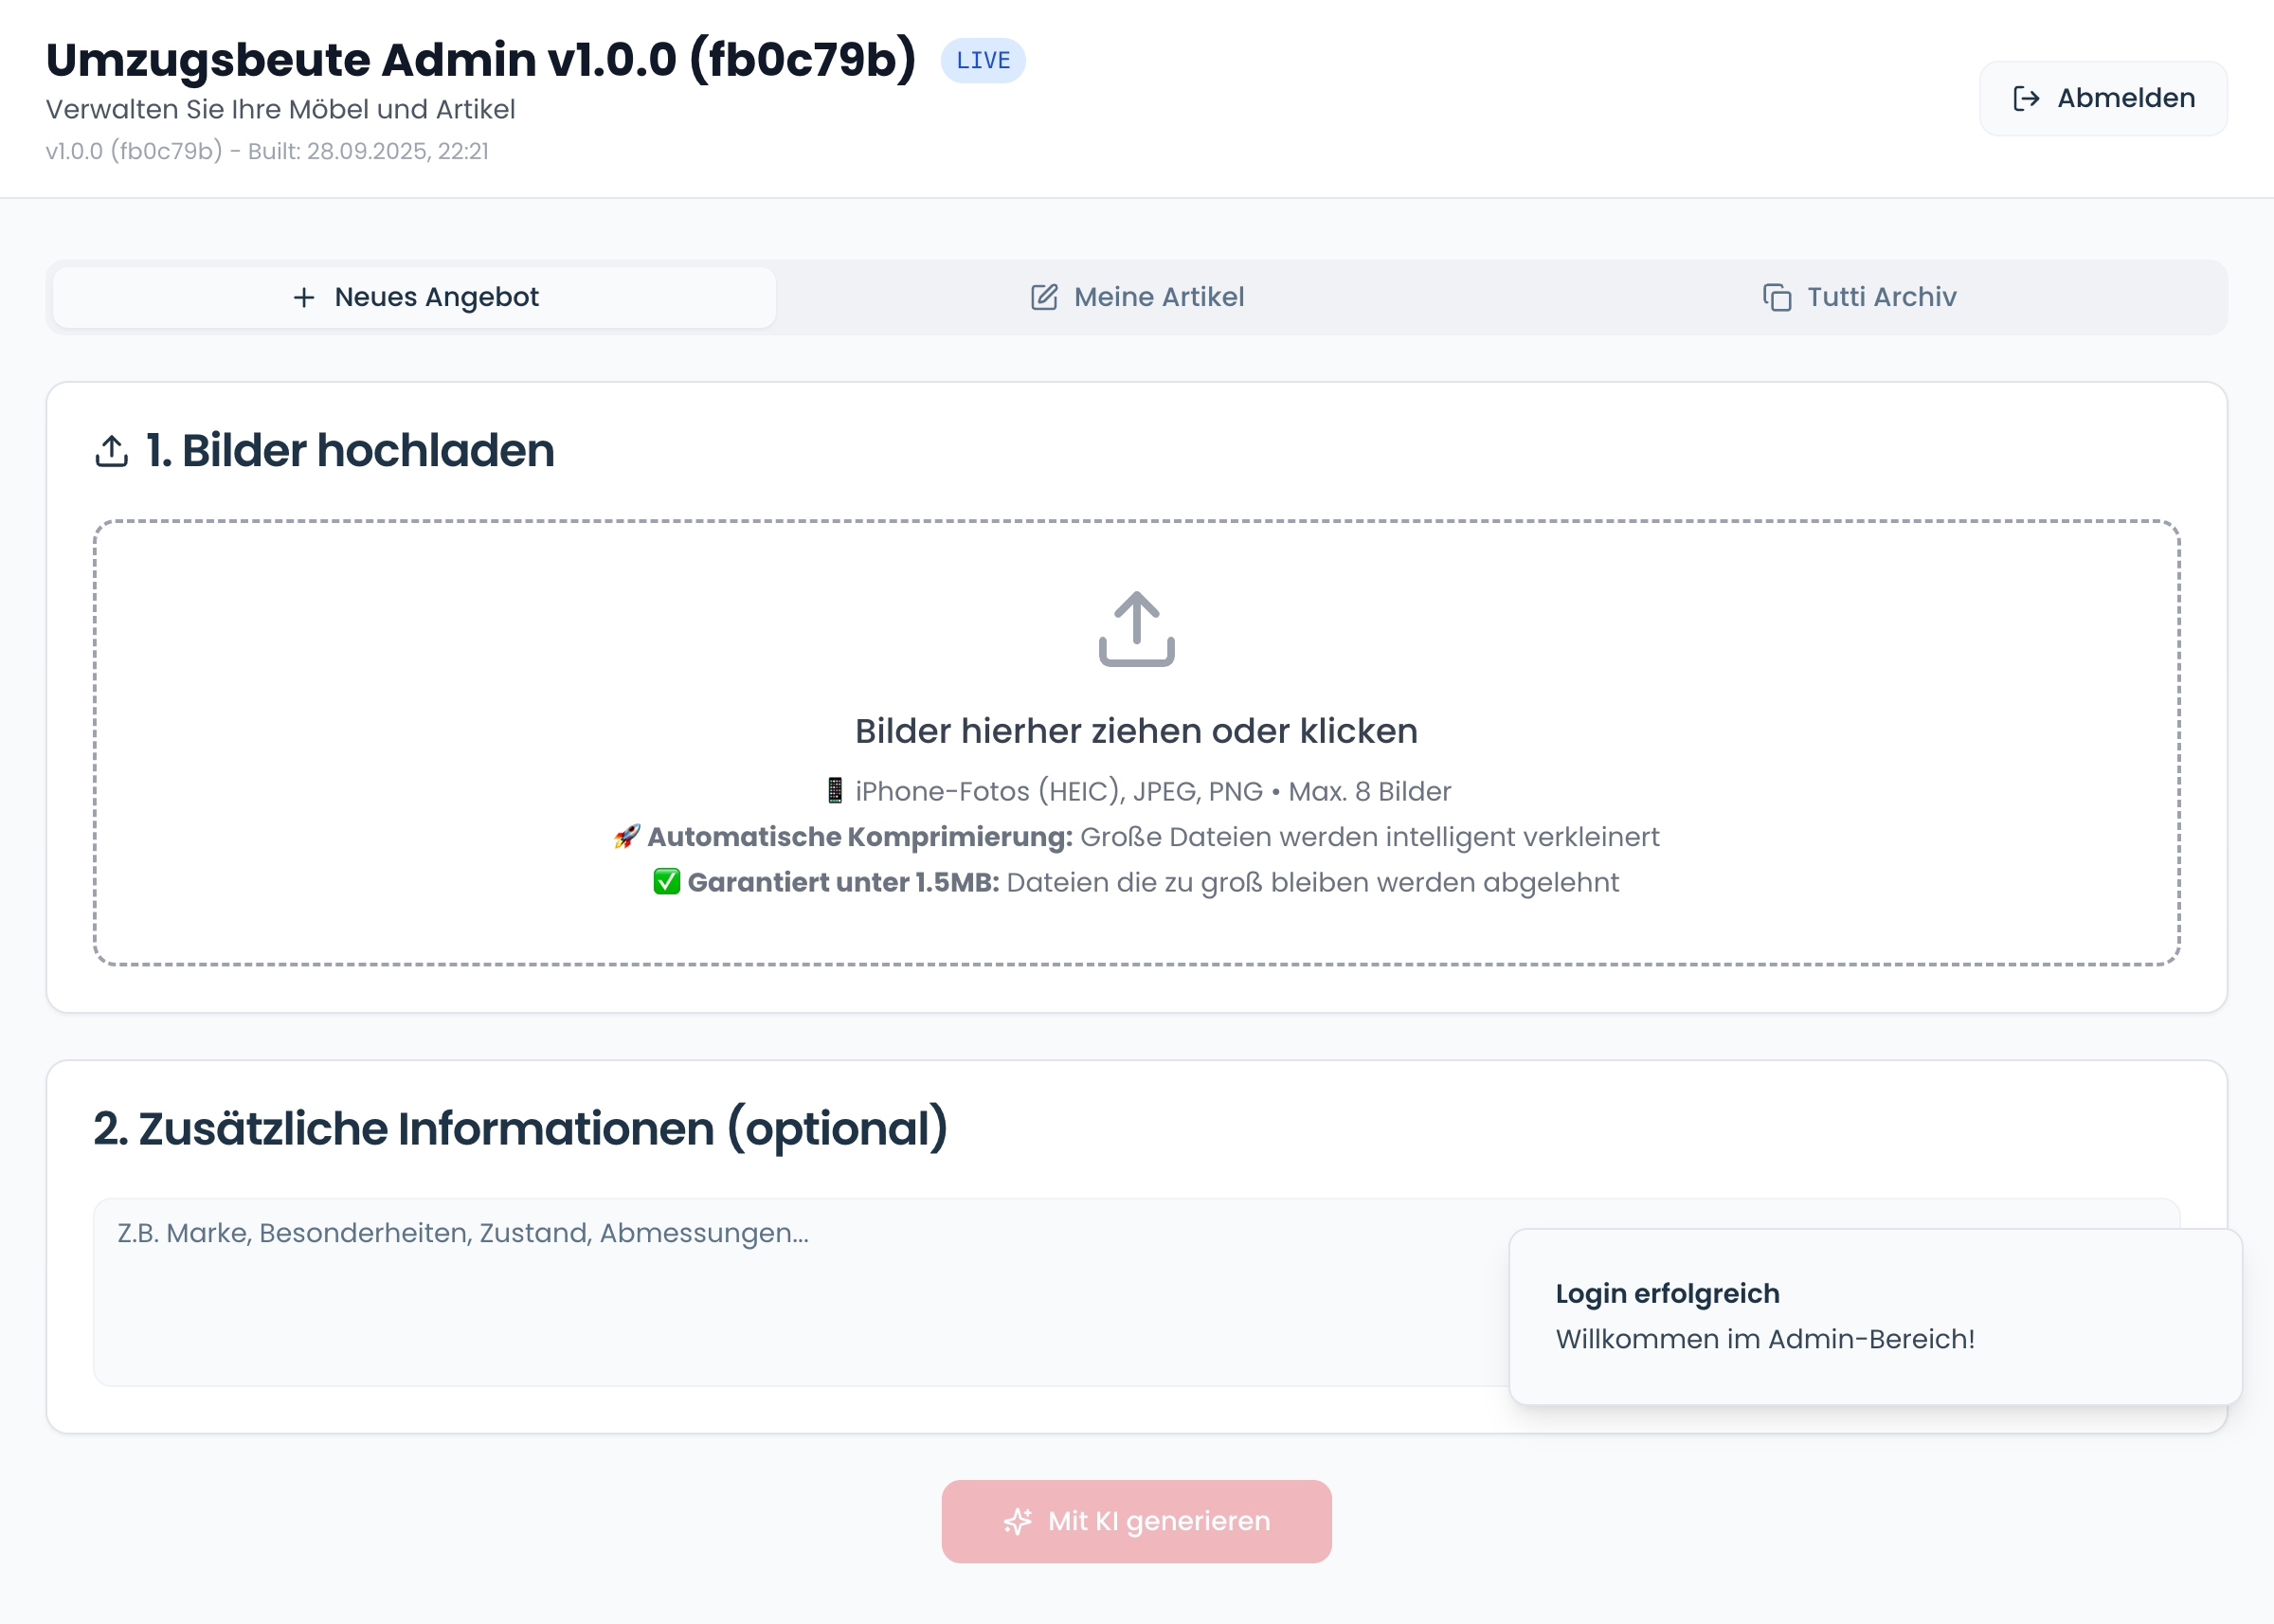 Umzugsbeute Admin v1.0.0 (fb0c79b) LIVE
Verwalten Sie Ihre Möbel und Artikel
v1.0.0 (fb0c79b) - Built: 28.09.2025, 22:21
Abmelden
Neues Angebot
Meine Artikel
Tutti Archiv
1. Bilder hochladen
Bilder hierher ziehen oder klicken
📱 iPhone-Fotos (HEIC), JPEG, PNG • Max. 8 Bilder
🚀 Automatische Komprimierung: Große Dateien werden intelligent verkleinert
✅ Garantiert unter 1.5MB: Dateien die zu groß bleiben werden abgelehnt
2. Zusätzliche Informationen (optional)
Z.B. Marke, Besonderheiten, Zustand, Abmessungen...
Login erfolgreich
Willkommen im Admin-Bereich!
Mit KI generieren